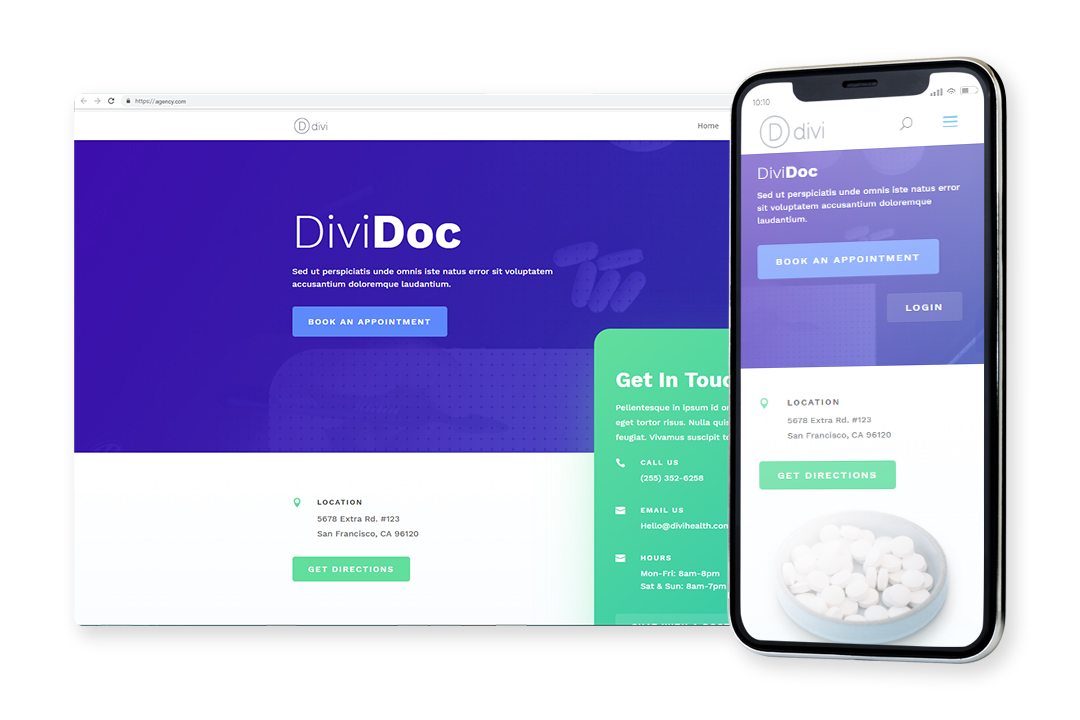 https://agency.com
D divi
Home
DiviDoc
Sed ut perspiciatis unde omnis iste natus error sit voluptatem
accusantium doloremque laudantium.
BOOK AN APPOINTMENT
Get In Touc
Pellentesque in ipsum id
eget tortor risus. Nulla quis
feugiat. Vivamus suscipit
CALL US
(255) 352-6258
EMAIL US
Hello@divihealth.com
HOURS
Mon-Fri: 8am-8pm
Sat & Sun: 8am-7pm
LOCATION
5678 Extra Rd. #123
San Francisco, CA 96120
GET DIRECTIONS
10:10
D divi
DiviDoc
Sed ut perspiciatis unde omnis iste natus error
sit voluptatem accusantium doloremque
laudantium.
BOOK AN APPOINTMENT
LOGIN
LOCATION
5678 Extra Rd. #123
San Francisco, CA 96120
GET DIRECTIONS